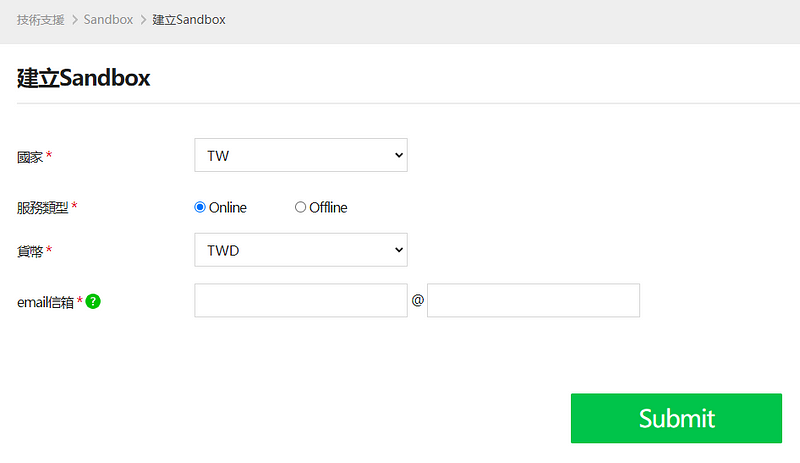 技術支援 > Sandbox > 建立Sandbox
建立Sandbox
國家 * TW
服務類型 * Online Offline
貨幣 * TWD
email信箱 * ? @
Submit